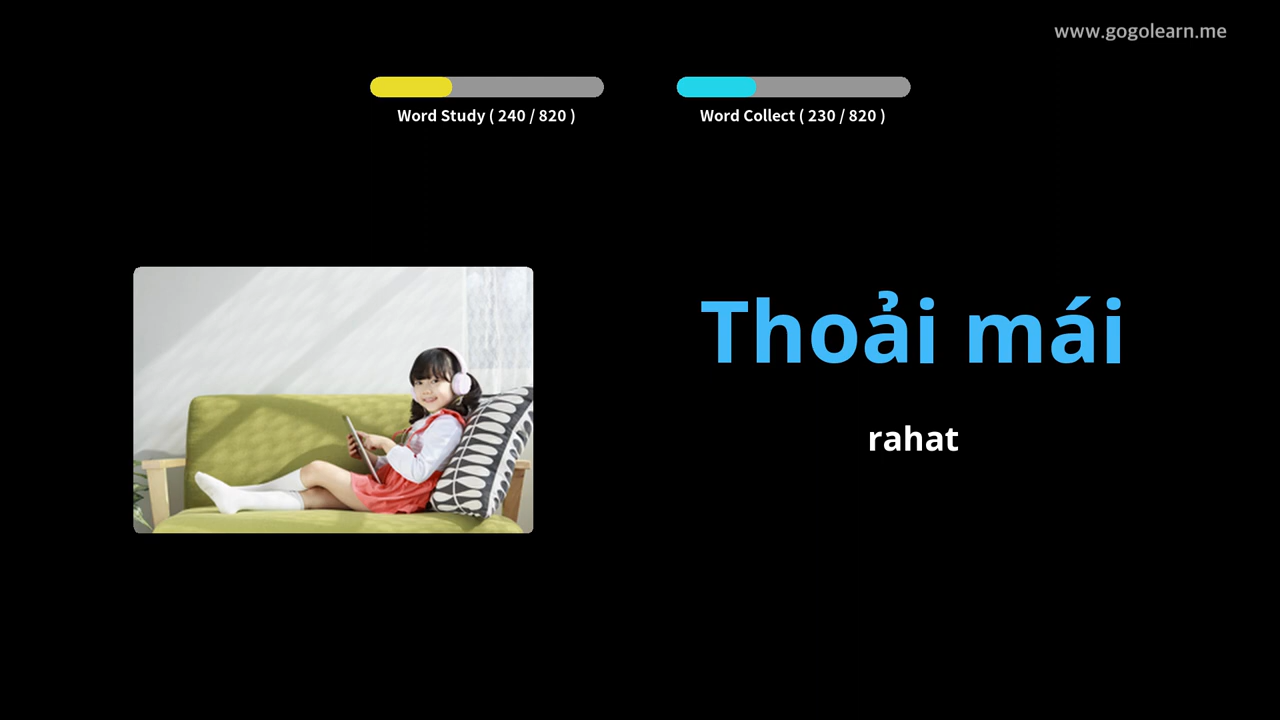 www.gogolearn.me
Word Study ( 240 / 820 )
Word Collect ( 230 / 820 )
Thoải mái
rahat